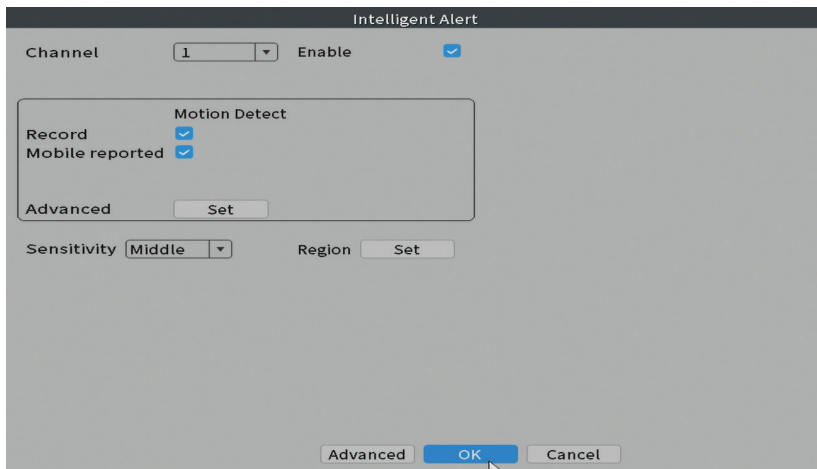 Intelligent Alert
Channel 1 Enable
Motion Detect
Record
Mobile reported
Advanced Set
Sensitivity Middle Region Set
Advanced OK Cancel